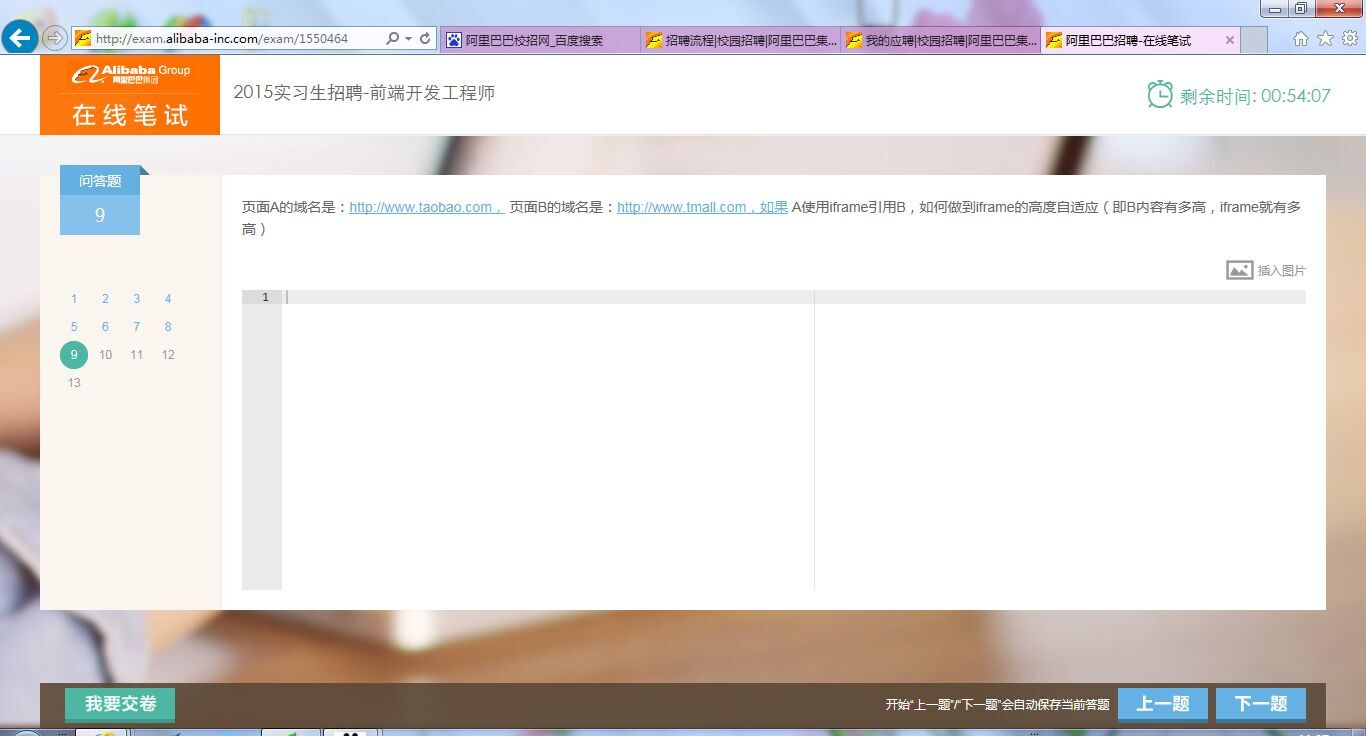 http://exam.alibaba-inc.com/exam/1550464
阿里巴巴校招网_百度搜索
招聘流程|校园招聘|阿里巴巴集...
我的应聘|校园招聘|阿里巴巴集...
阿里巴巴招聘-在线笔试
Alibaba Group
阿里巴巴集团
在线笔试
2015实习生招聘-前端开发工程师
剩余时间: 00:54:07
问答题
9
页面A的域名是：http://www.taobao.com， 页面B的域名是：http://www.tmall.com，如果 A使用iframe引用B，如何做到iframe的高度自适应（即B内容有多高，iframe就有多
高）
插入图片
1
1 2 3 4
5 6 7 8
9 10 11 12
13
我要交卷
开始“上一题”/“下一题”会自动保存当前答题
上一题
下一题